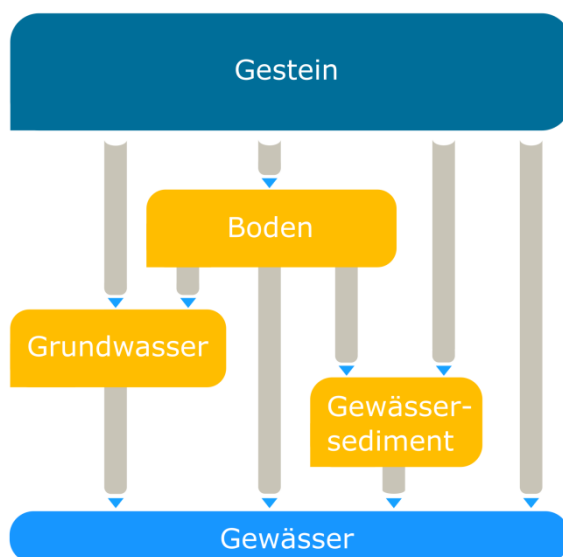 Gestein
Boden
Grundwasser
Gewässer-
sediment
Gewässer